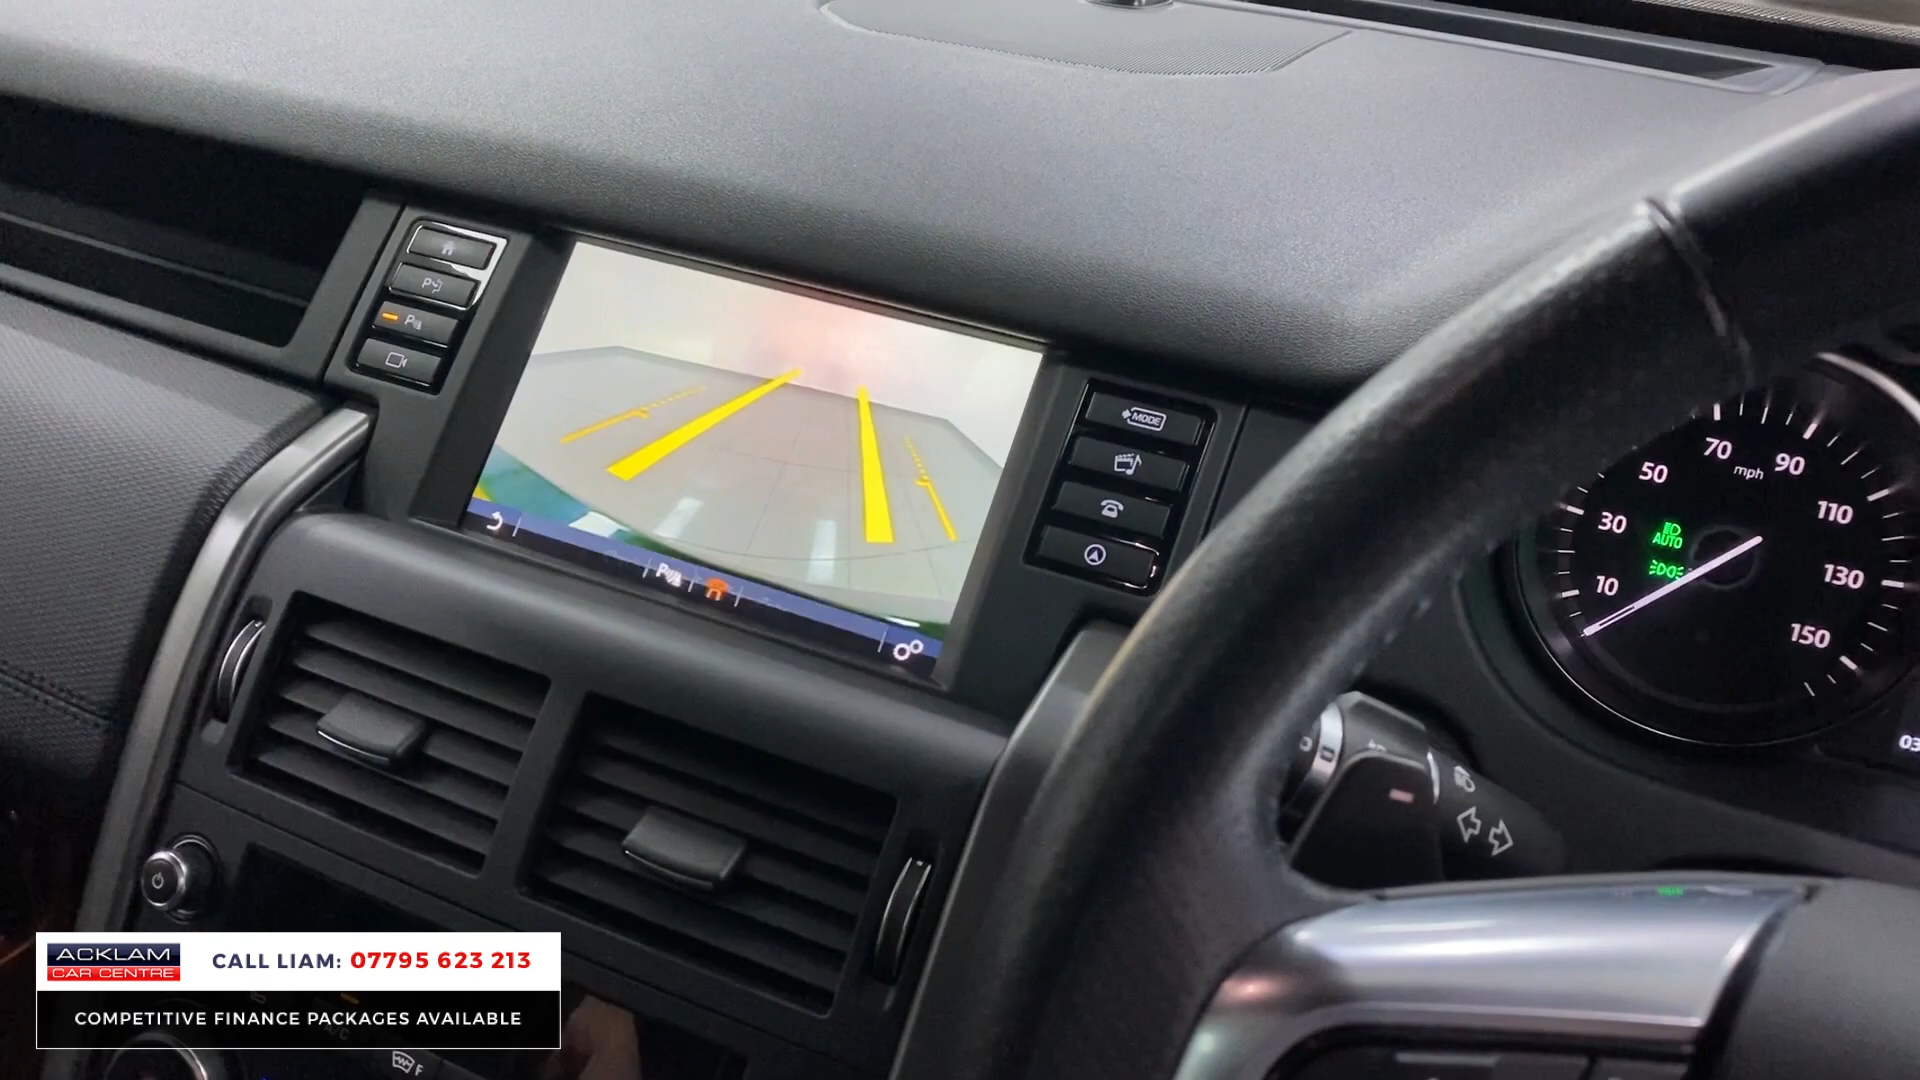 MODE
70
90
mph
50
110
30
AUTO
10
130
150
03
ACKLAM
CAR CENTRE
CALL LIAM: 07795 623 213
COMPETITIVE FINANCE PACKAGES AVAILABLE
A/C
F